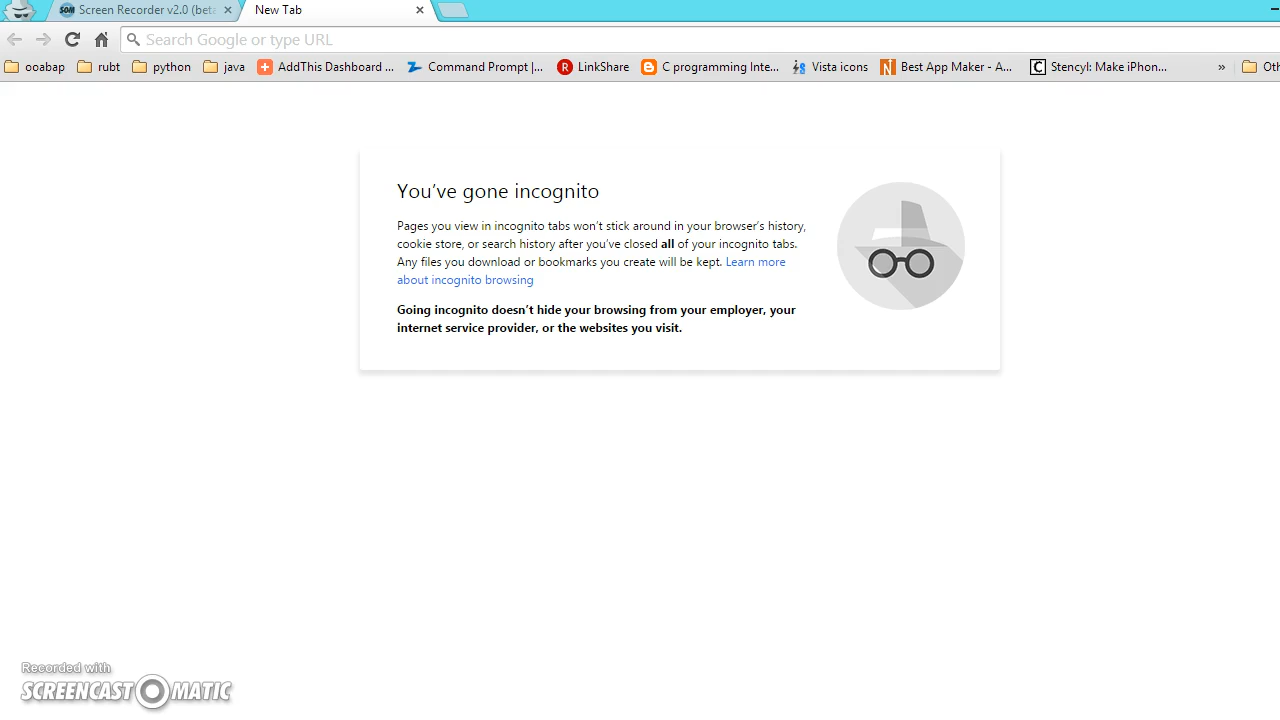 Screen Recorder v2.0 (beta
New Tab
Search Google or type URL
ooabap rubt python java AddThis Dashboard ... Command Prompt |... LinkShare C programming Inte... Vista icons Best App Maker - A... Stencyl: Make iPhon... » Oth
You've gone incognito
Pages you view in incognito tabs won't stick around in your browser's history,
cookie store, or search history after you've closed all of your incognito tabs.
Any files you download or bookmarks you create will be kept. Learn more
about incognito browsing
Going incognito doesn't hide your browsing from your employer, your
internet service provider, or the websites you visit.
Recorded with
SCREENCAST O MATIC